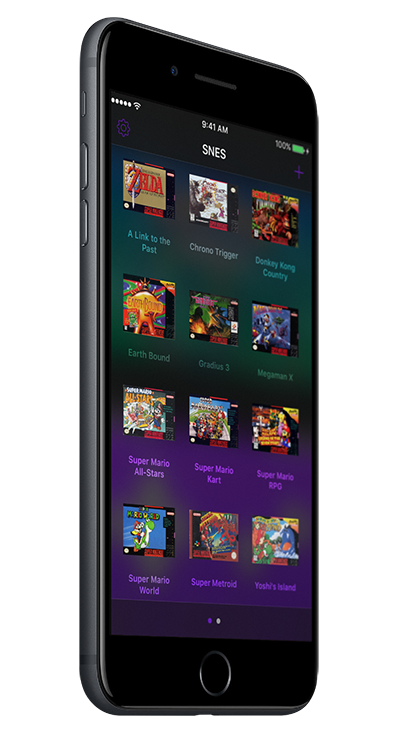 9:41 AM
100%
SNES
ZELDA
A Link to the
Past
Chrono Trigger
Donkey Kong
Country
Earth Bound
Gradius 3
Megaman X
SUPER MARIO
ALL-STARS
Super Mario
All-Stars
Super Mario
Kart
Super Mario
RPG
MARIO WORLD
Super Mario
World
Super Metroid
Yoshi's Island